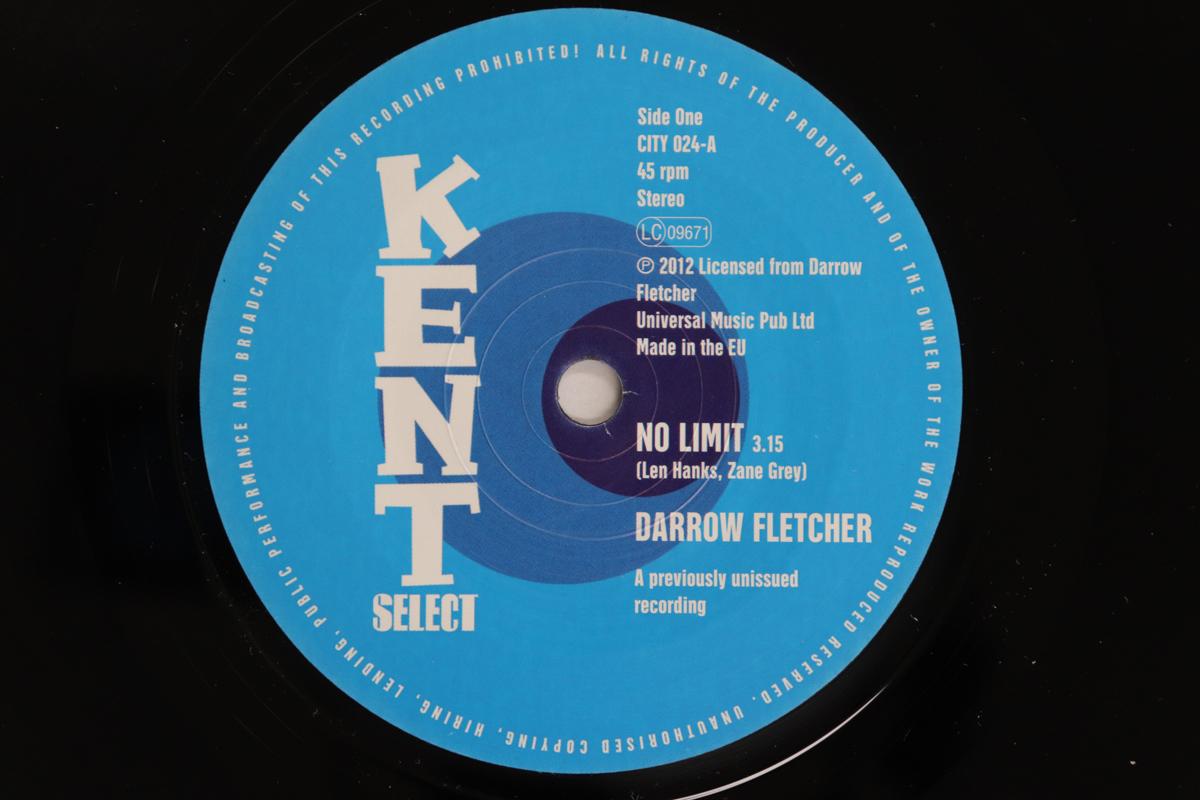 KENT
SELECT
Side One
CITY 024-A
45 rpm
Stereo
LC 09671
℗ 2012 Licensed from Darrow
Fletcher
Universal Music Pub Ltd
Made in the EU
NO LIMIT 3.15
(Len Hanks, Zane Grey)
DARROW FLETCHER
A previously unissued
recording
ALL RIGHTS OF THE PRODUCER AND OF THE OWNER OF THE WORK REPRODUCED RESERVED. UNAUTHORISED COPYING, HIRING, LENDING, PUBLIC PERFORMANCE AND BROADCASTING OF THIS RECORDING PROHIBITED!